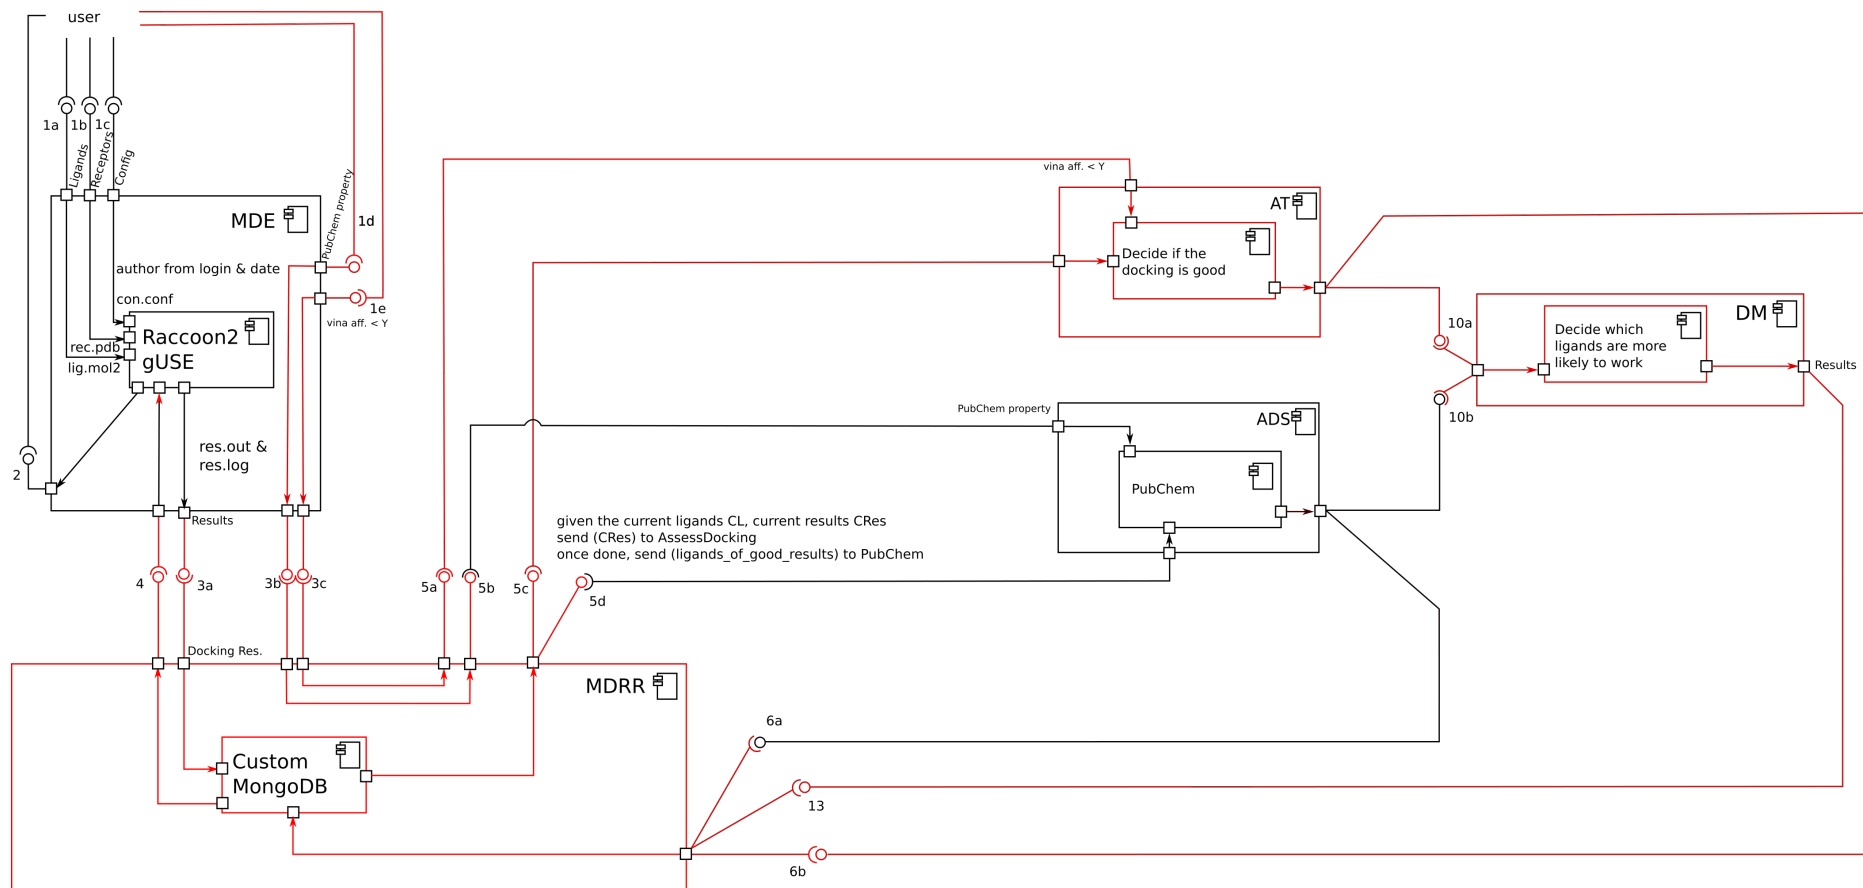 user
1a
1b
1c
Ligands
Receptors
Config
PubChem property
1d
MDE
author from login & date
1e
vina aff. < Y
con.conf
Raccoon2
gUSE
rec.pdb
lig.mol2
res.out &
res.log
2
Results
4
3a
3b
3c
Docking Res.
5a
5b
5c
5d
given the current ligands CL, current results CRes
send (CRes) to AssessDocking
once done, send (ligands_of_good_results) to PubChem
vina aff. < Y
AT
Decide if the
docking is good
PubChem property
ADS
PubChem
10a
10b
DM
Decide which
ligands are more
likely to work
Results
MDRR
Custom
MongoDB
6a
13
6b